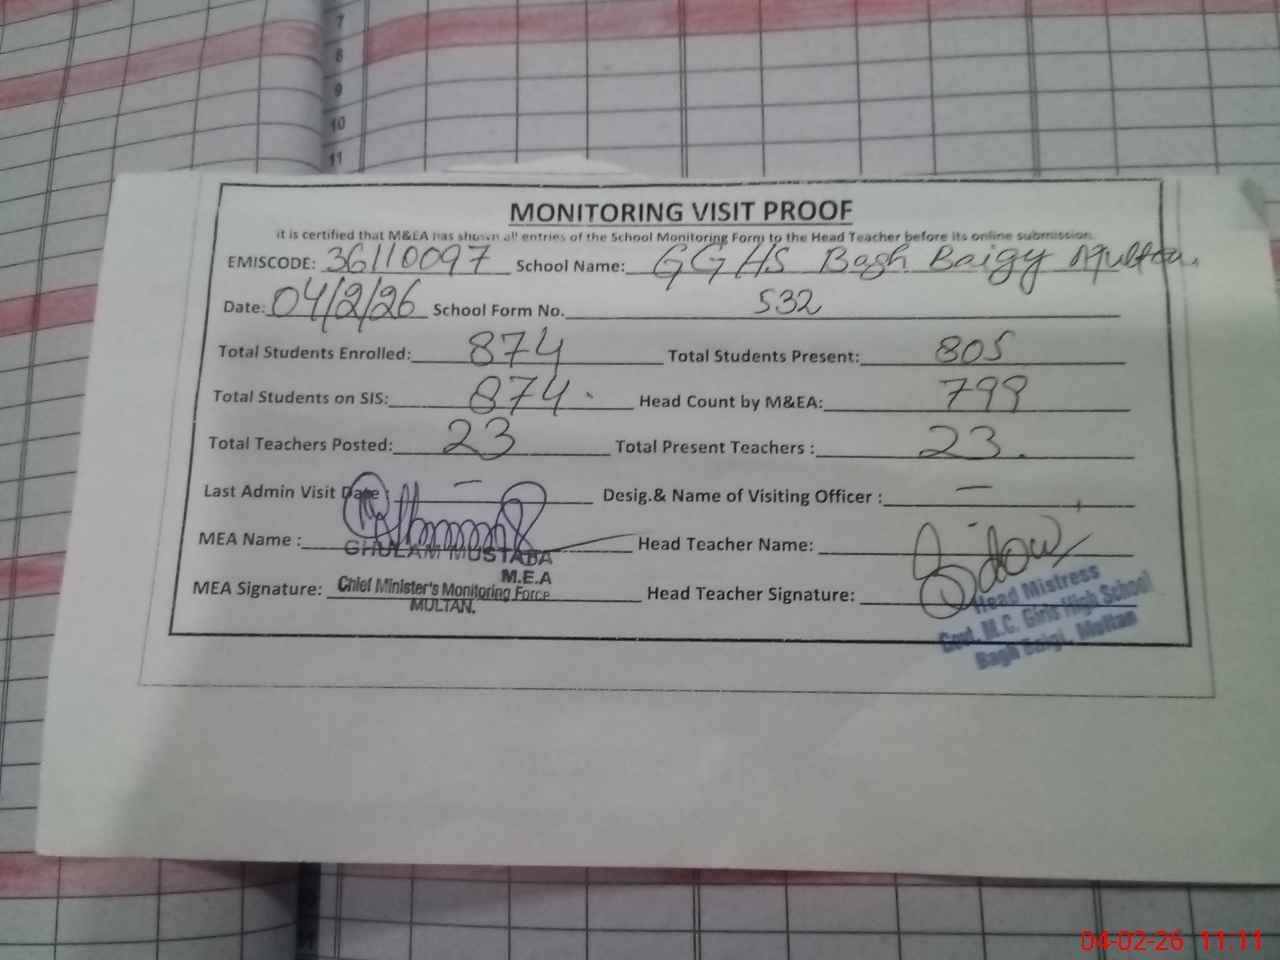 7
8
9
10
11
MONITORING VISIT PROOF
It is certified that M&EA has shown all entries of the School Monitoring Form to the Head Teacher before its online submission.
EMISCODE: 36110097 School Name: GGHS Bagh Baigy Multan.
Date: 04/2/26 School Form No. 532
Total Students Enrolled: 874 Total Students Present: 805
Total Students on SIS: 874. Head Count by M&EA: 799
Total Teachers Posted: 23 Total Present Teachers : 23.
Last Admin Visit Date : — Desig.& Name of Visiting Officer : —
MEA Name : GHULAM MUSTABA Head Teacher Name:
M.E.A
MEA Signature: Chief Minister's Monitoring Force Head Teacher Signature:
MULTAN.
Head Mistress
Govt. M.C. Girls High School
Bagh Baigi, Multan
04-02-26 11:11